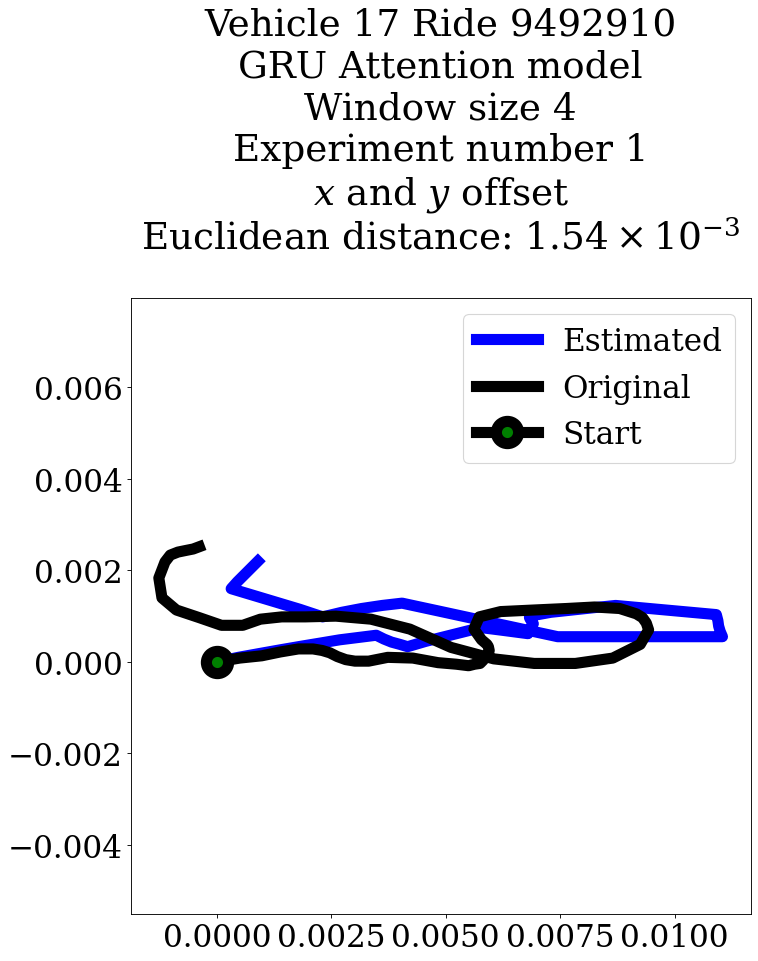 Vehicle 17 Ride 9492910
GRU Attention model
Window size 4
Experiment number 1
x and y offset
Euclidean distance: 1.54 × 10⁻³
Estimated
Original
Start
0.006
0.004
0.002
0.000
−0.002
−0.004
0.0000 0.0025 0.0050 0.0075 0.0100